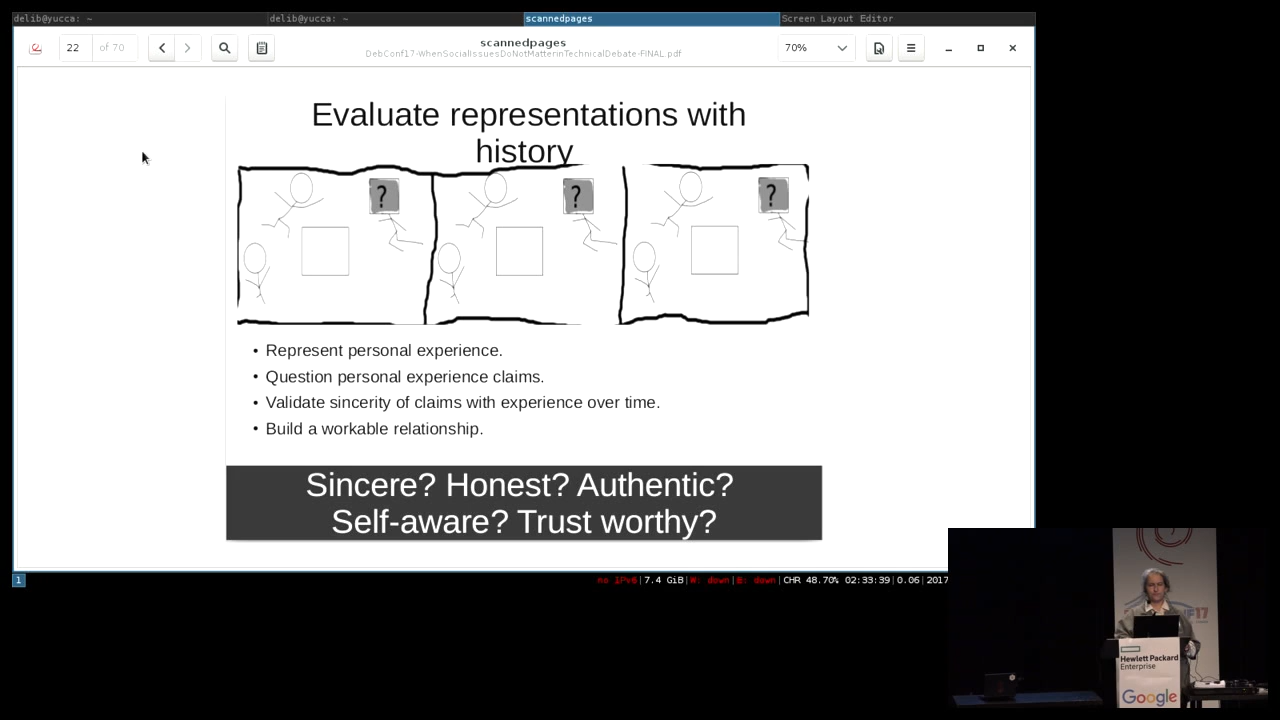 delib@yucca: ~
delib@yucca: ~
scannedpages
Screen Layout Editor
22
of 70
scannedpages
DebConf17-WhenSocialIssuesDoNotMatterinTechnicalDebate-FINAL.pdf
70%
Evaluate representations with
history
?
?
?
• Represent personal experience.
• Question personal experience claims.
• Validate sincerity of claims with experience over time.
• Build a workable relationship.
Sincere? Honest? Authentic?
Self-aware? Trust worthy?
1
no IPv6|7.4 GiB|W: down|B: down|CHR 48.70% 02:33:39|0.06|2017
Hewlett Packard
Enterprise
Google